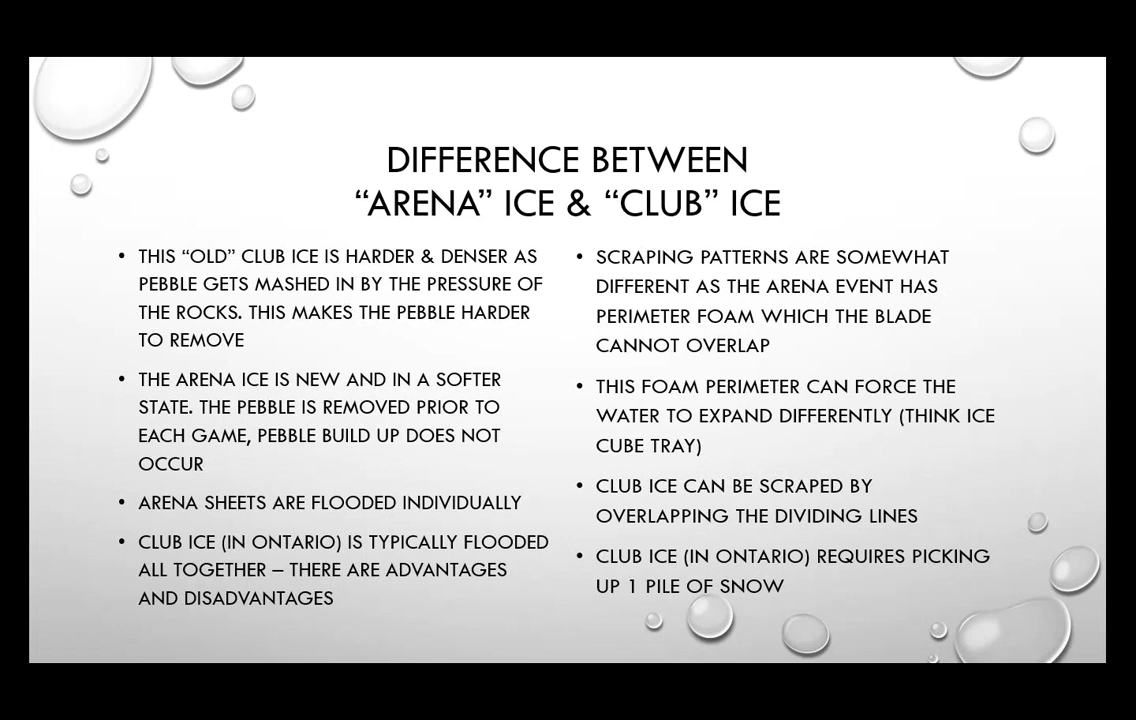 DIFFERENCE BETWEEN
“ARENA” ICE & “CLUB” ICE
• THIS “OLD” CLUB ICE IS HARDER & DENSER AS
PEBBLE GETS MASHED IN BY THE PRESSURE OF
THE ROCKS. THIS MAKES THE PEBBLE HARDER
TO REMOVE
• THE ARENA ICE IS NEW AND IN A SOFTER
STATE. THE PEBBLE IS REMOVED PRIOR TO
EACH GAME, PEBBLE BUILD UP DOES NOT
OCCUR
• ARENA SHEETS ARE FLOODED INDIVIDUALLY
• CLUB ICE (IN ONTARIO) IS TYPICALLY FLOODED
ALL TOGETHER – THERE ARE ADVANTAGES
AND DISADVANTAGES
• SCRAPING PATTERNS ARE SOMEWHAT
DIFFERENT AS THE ARENA EVENT HAS
PERIMETER FOAM WHICH THE BLADE
CANNOT OVERLAP
• THIS FOAM PERIMETER CAN FORCE THE
WATER TO EXPAND DIFFERENTLY (THINK ICE
CUBE TRAY)
• CLUB ICE CAN BE SCRAPED BY
OVERLAPPING THE DIVIDING LINES
• CLUB ICE (IN ONTARIO) REQUIRES PICKING
UP 1 PILE OF SNOW